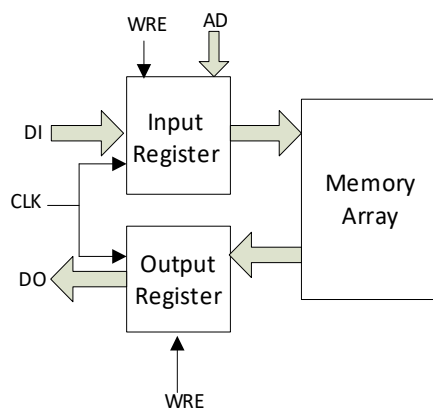 WRE
AD
DI
Input
Register
CLK
Memory
Array
Output
Register
DO
WRE